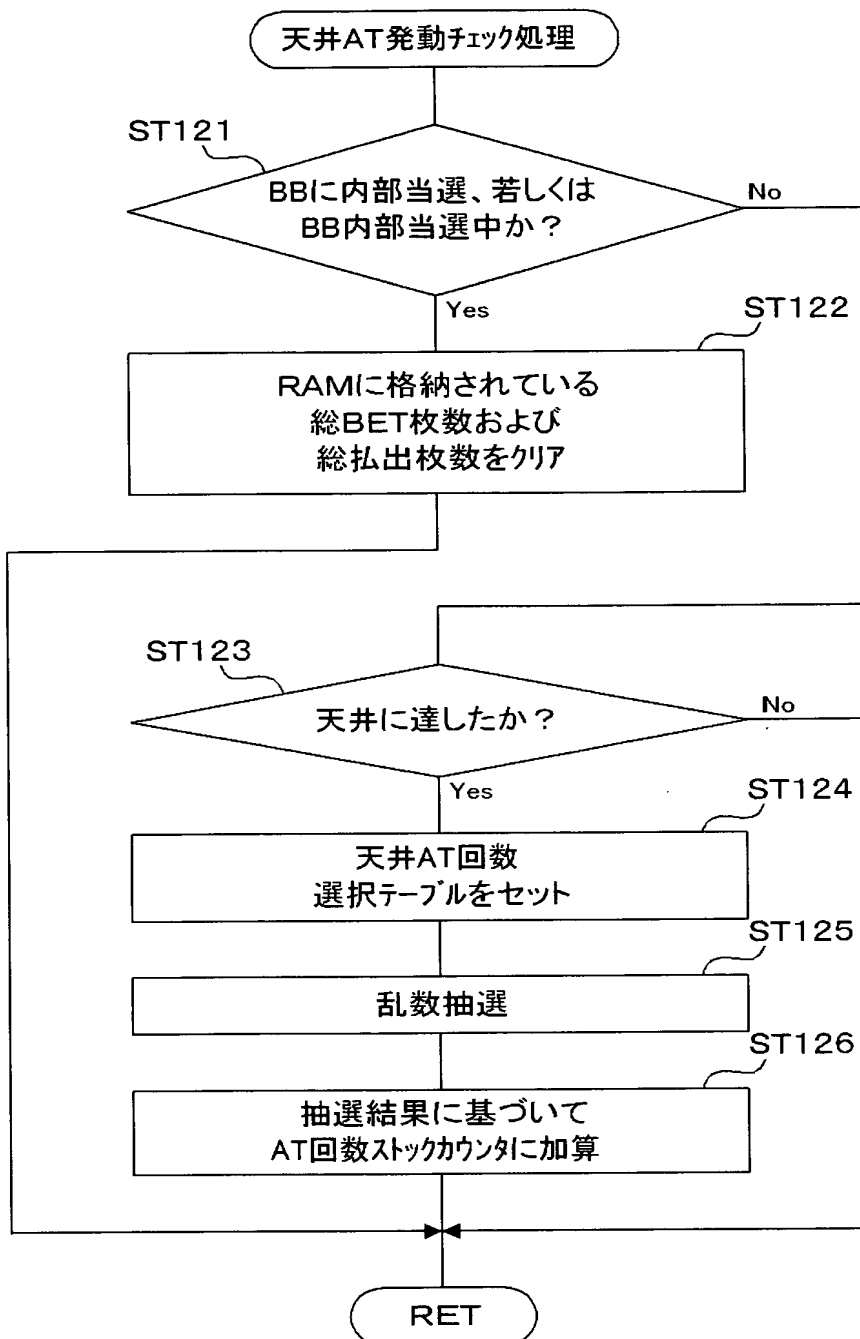 天井AT発動チェック処理
ST121
BBに内部当選、若しくは
BB内部当選中か？
No
Yes
ST122
RAMに格納されている
総BET枚数および
総払出枚数をクリア
ST123
天井に達したか？
No
Yes
ST124
天井AT回数
選択テーブルをセット
ST125
乱数抽選
ST126
抽選結果に基づいて
AT回数ストックカウンタに加算
RET